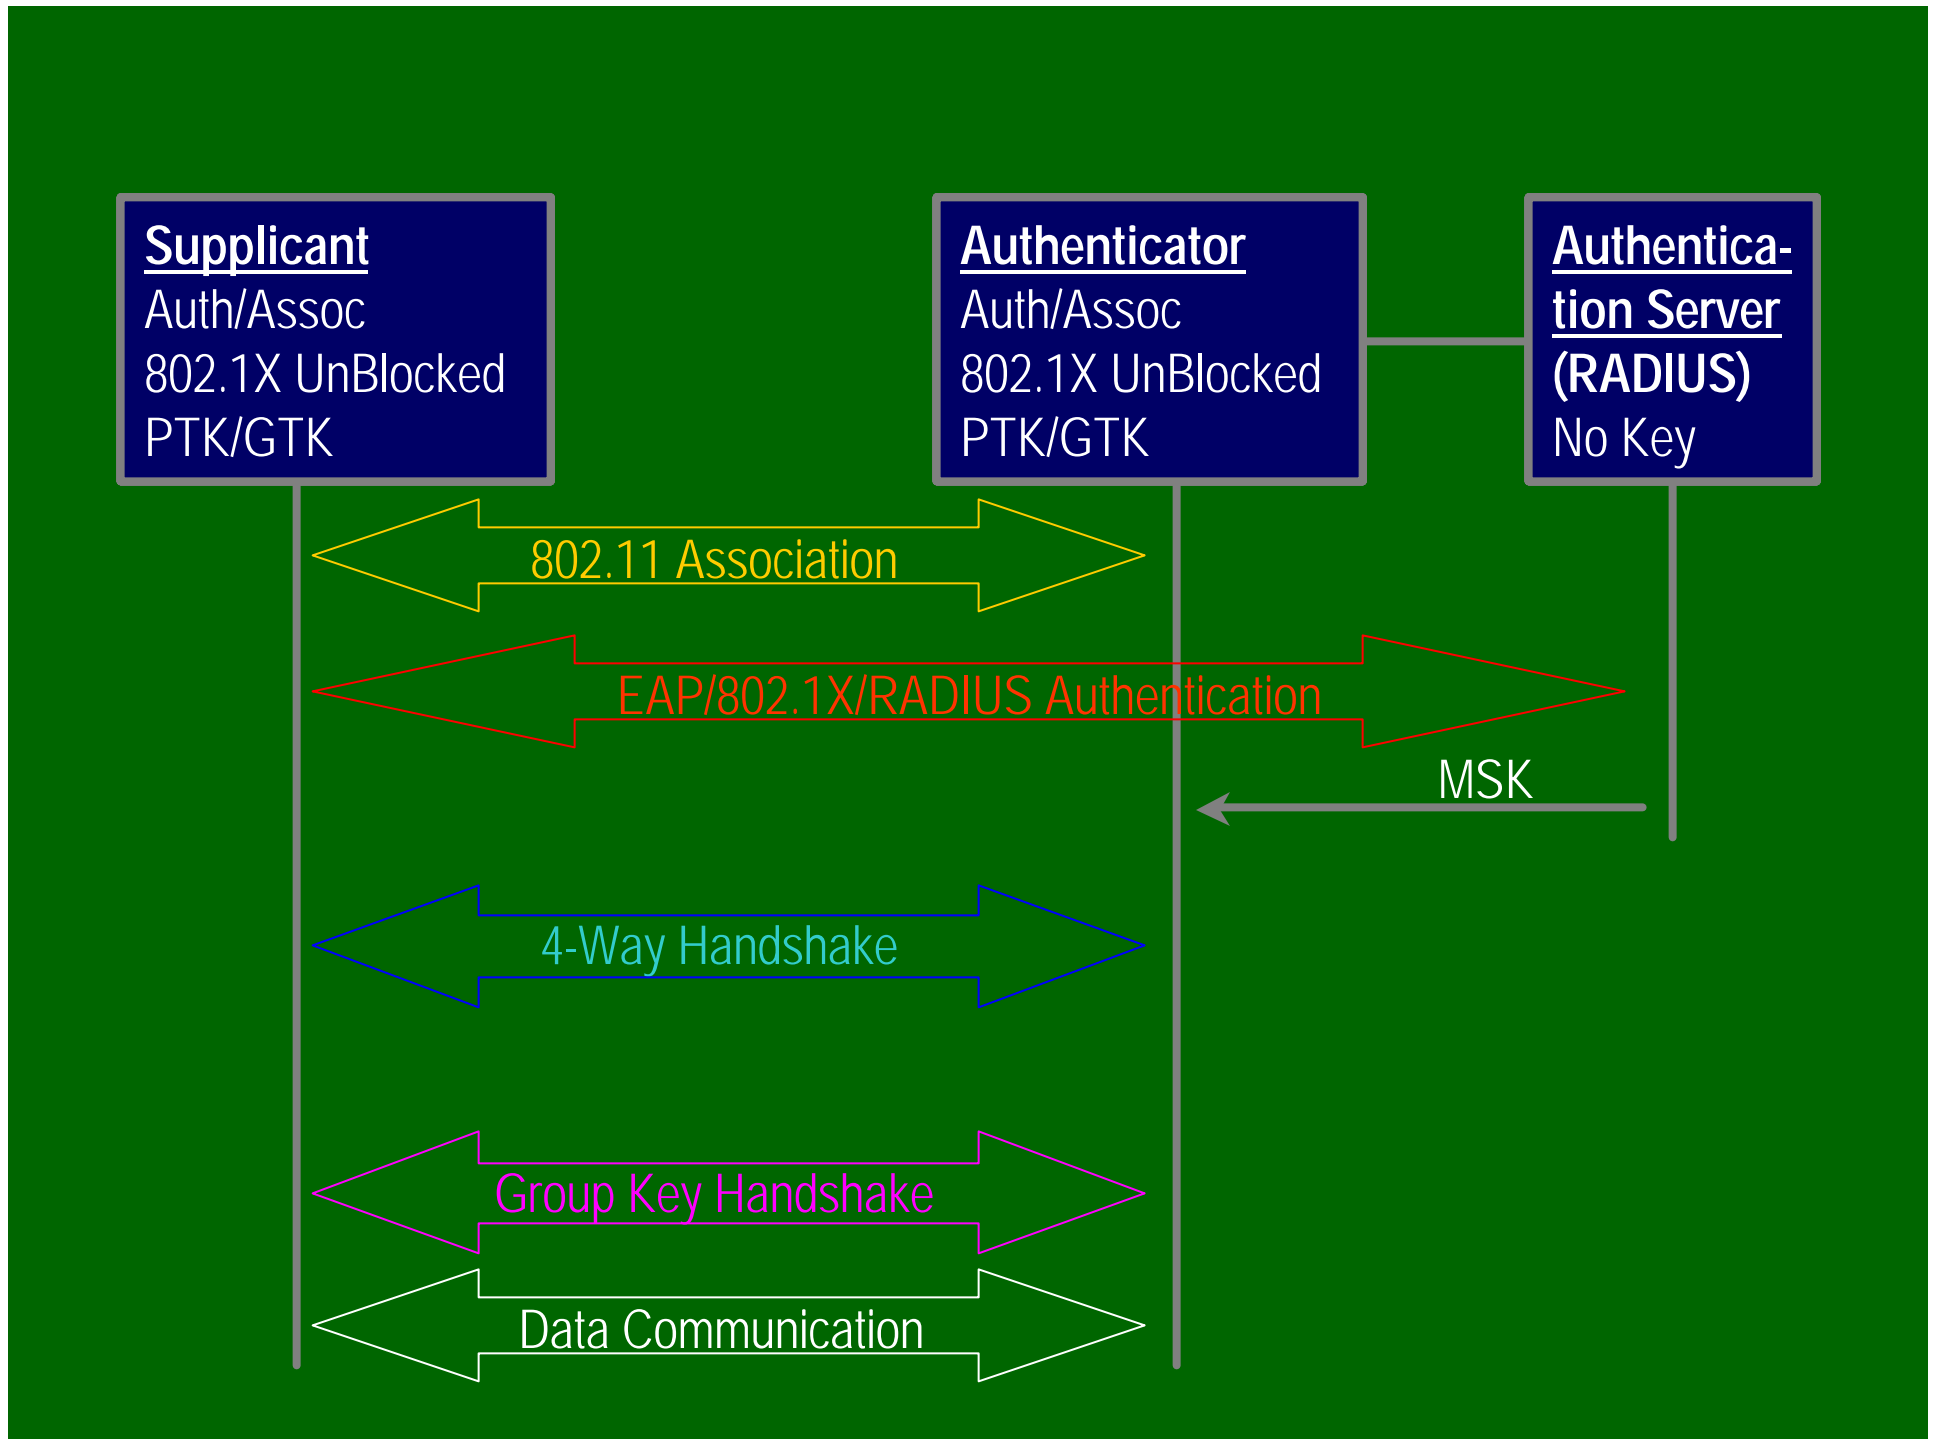 Supplicant
Auth/Assoc
802.1X UnBlocked
PTK/GTK
Authenticator
Auth/Assoc
802.1X UnBlocked
PTK/GTK
Authentica-
tion Server
(RADIUS)
No Key
802.11 Association
EAP/802.1X/RADIUS Authentication
MSK
4-Way Handshake
Group Key Handshake
Data Communication